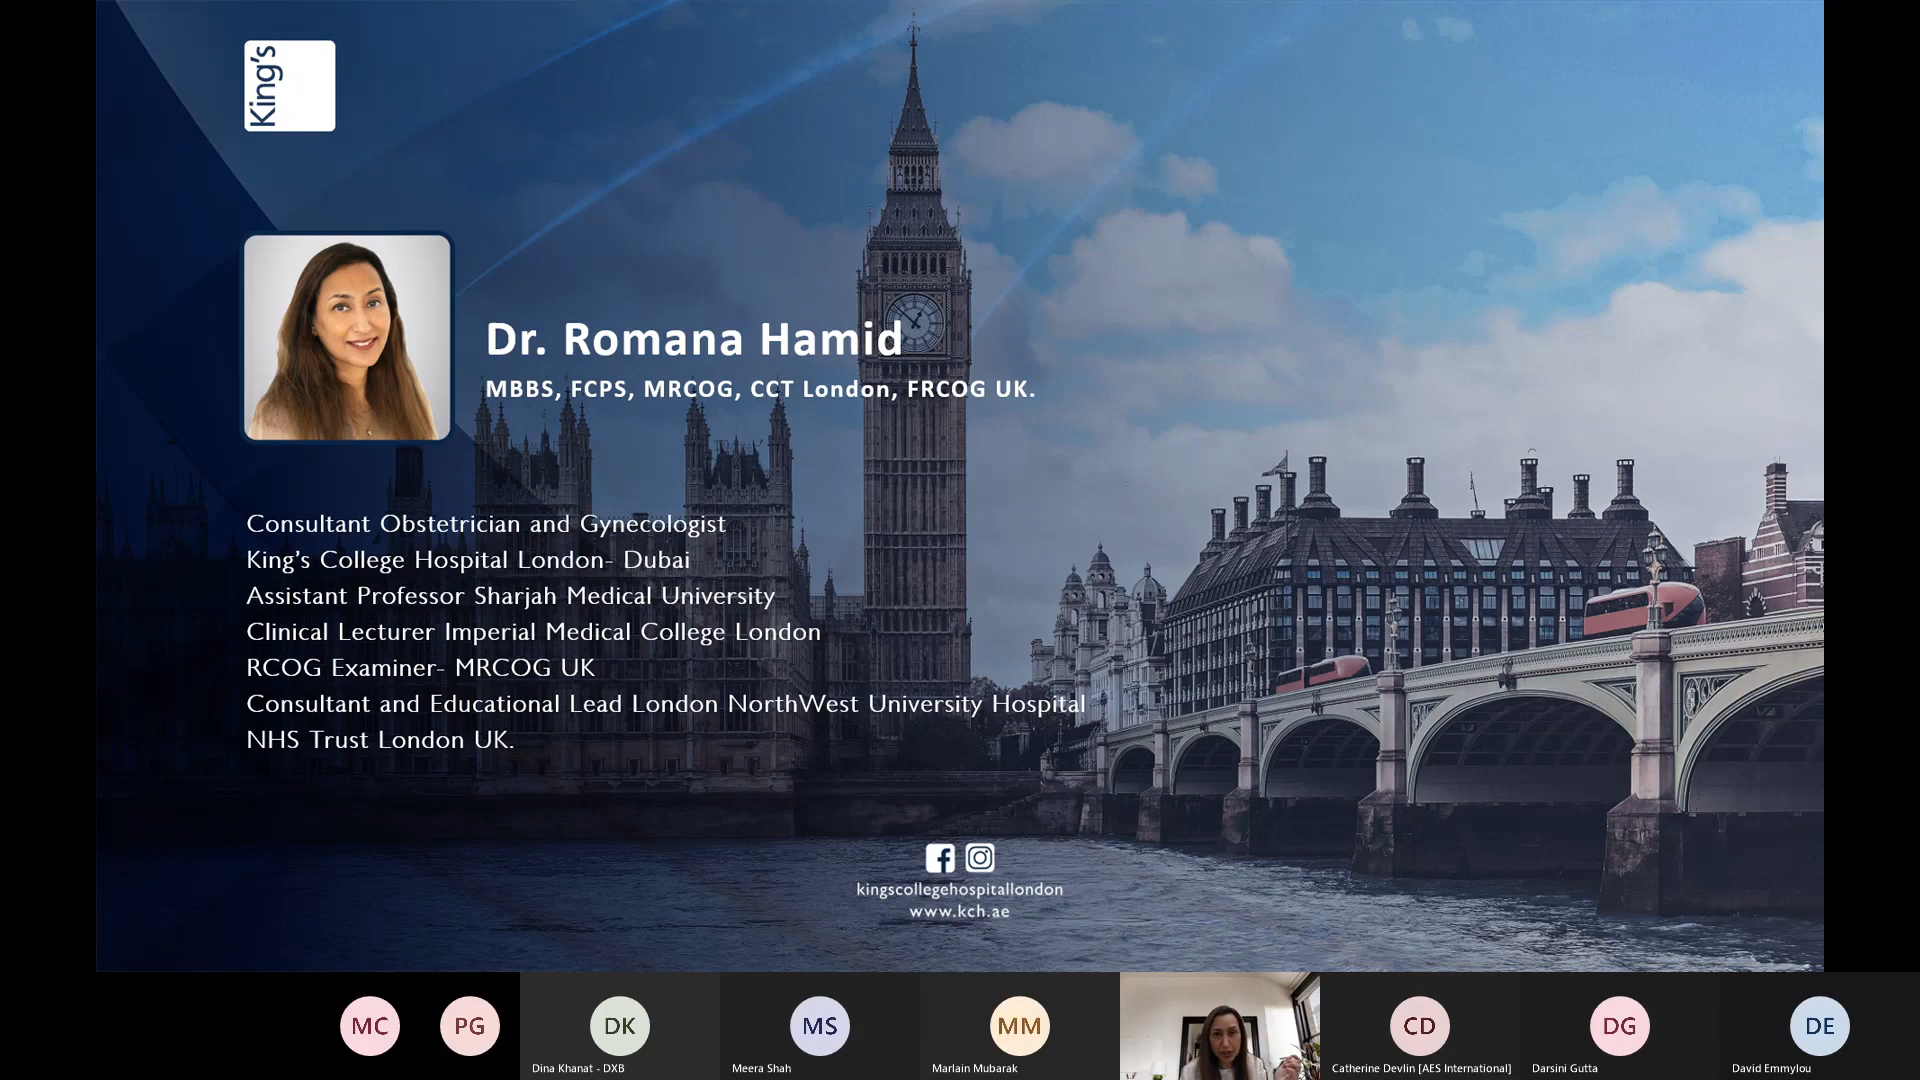 King's
Dr. Romana Hamid
MBBS, FCPS, MRCOG, CCT London, FRCOG UK.
Consultant Obstetrician and Gynecologist
King's College Hospital London- Dubai
Assistant Professor Sharjah Medical University
Clinical Lecturer Imperial Medical College London
RCOG Examiner- MRCOG UK
Consultant and Educational Lead London NorthWest University Hospital
NHS Trust London UK.
kingscollegehospitallondon
www.kch.ae
MC
PG
DK
Dina Khanat - DXB
MS
Meera Shah
MM
Marlain Mubarak
CD
Catherine Devlin [AES International]
DG
Darsini Gutta
DE
David Emmylou